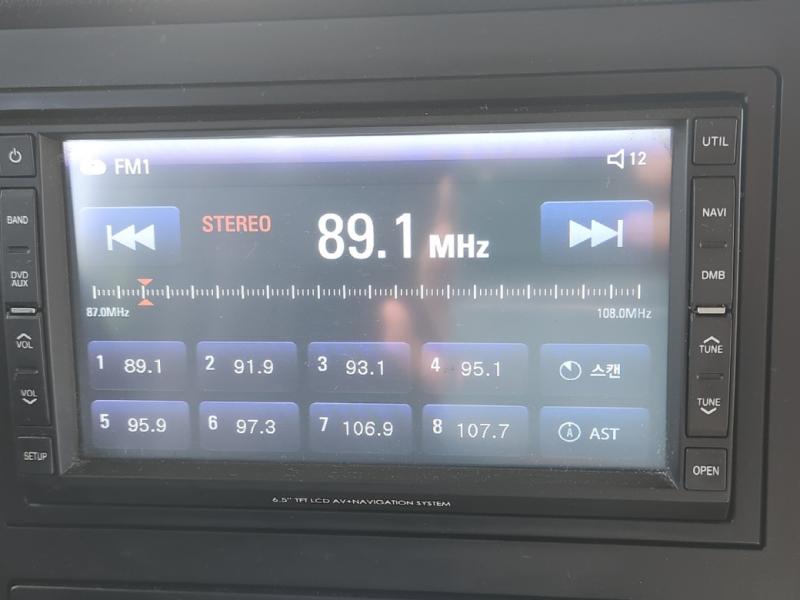 FM1
12
STEREO
89.1 MHz
87.0MHz
108.0MHz
1 89.1
2 91.9
3 93.1
4 95.1
스캔
5 95.9
6 97.3
7 106.9
8 107.7
A AST
BAND
DVD
AUX
VOL
VOL
SETUP
UTIL
NAVI
DMB
TUNE
TUNE
OPEN
6.5" TFT LCD AV+NAVIGATION SYSTEM